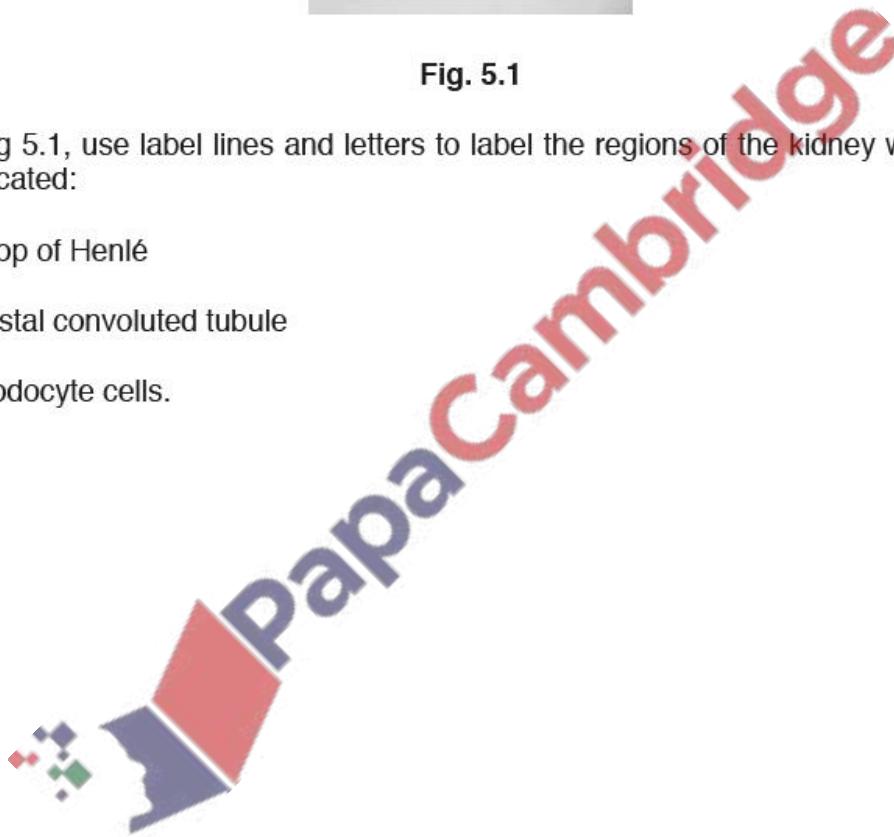 Fig. 5.1
g 5.1, use label lines and letters to label the regions of the kidney w
cated:
op of Henlé
stal convoluted tubule
odocyte cells.
PapaCambridge